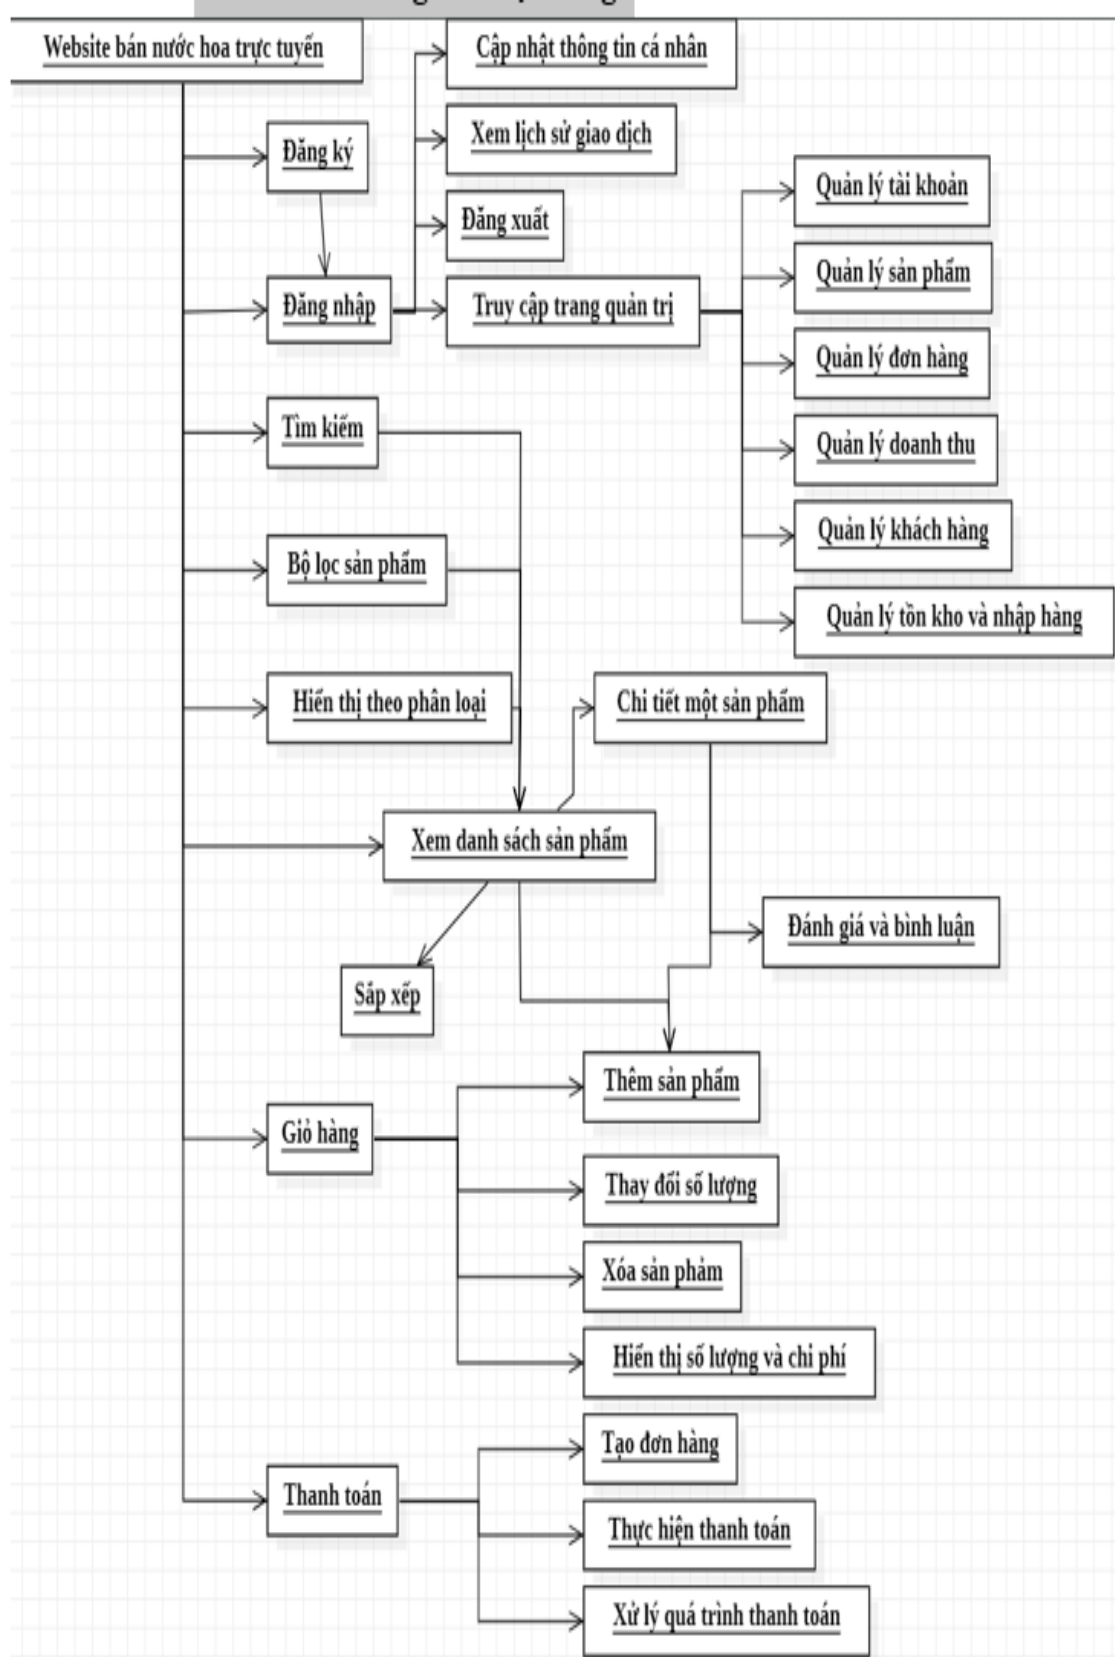 Website bán nước hoa trực tuyến
Cập nhật thông tin cá nhân
Xem lịch sử giao dịch
Đăng ký
Quản lý tài khoản
Đăng xuất
Quản lý sản phẩm
Đăng nhập
Truy cập trang quản trị
Quản lý đơn hàng
Tìm kiếm
Quản lý doanh thu
Quản lý khách hàng
Bộ lọc sản phẩm
Quản lý tồn kho và nhập hàng
Hiển thị theo phân loại
Chi tiết một sản phẩm
Xem danh sách sản phẩm
Đánh giá và bình luận
Sắp xếp
Thêm sản phẩm
Giỏ hàng
Thay đổi số lượng
Xóa sản phảm
Hiển thị số lượng và chi phí
Tạo đơn hàng
Thanh toán
Thực hiện thanh toán
Xử lý quá trình thanh toán